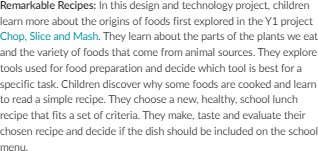 Remarkable Recipes: In this design and technology project, children
learn more about the origins of foods first explored in the Y1 project
Chop, Slice and Mash. They learn about the parts of the plants we eat
and the variety of foods that come from animal sources. They explore
tools used for food preparation and decide which tool is best for a
specific task. Children discover why some foods are cooked and learn
to read a simple recipe. They choose a new, healthy, school lunch
recipe that fits a set of criteria. They make, taste and evaluate their
chosen recipe and decide if the dish should be included on the school
menu.